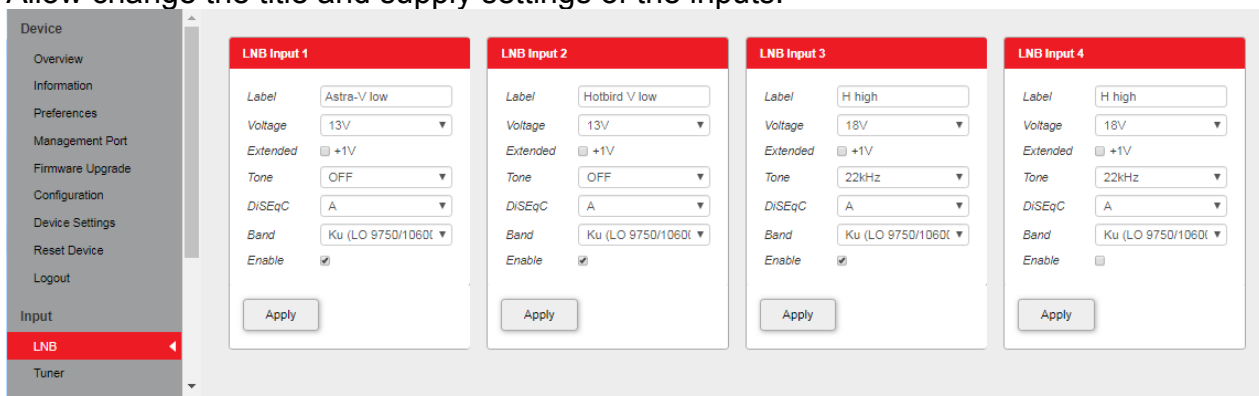 Allow change the title and supply settings of the inputs.
Device
Overview
Information
Preferences
Management Port
Firmware Upgrade
Configuration
Device Settings
Reset Device
Logout
Input
LNB
Tuner
LNB Input 1
Label Astra-V low
Voltage 13V
Extended +1V
Tone OFF
DiSEqC A
Band Ku (LO 9750/1060
Enable
Apply
LNB Input 2
Label Hotbird V low
Voltage 13V
Extended +1V
Tone OFF
DiSEqC A
Band Ku (LO 9750/1060
Enable
Apply
LNB Input 3
Label H high
Voltage 18V
Extended +1V
Tone 22kHz
DiSEqC A
Band Ku (LO 9750/1060
Enable
Apply
LNB Input 4
Label H high
Voltage 18V
Extended +1V
Tone 22kHz
DiSEqC A
Band Ku (LO 9750/1060
Enable
Apply